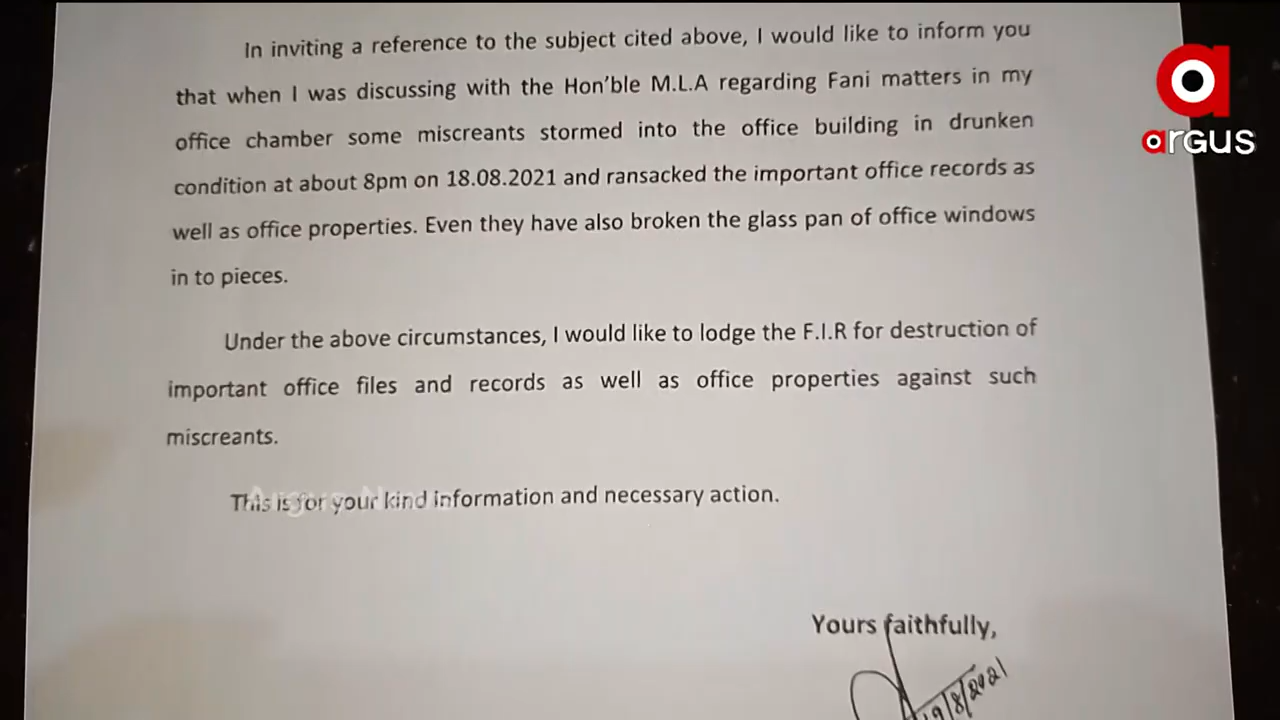 In inviting a reference to the subject cited above, I would like to inform you
that when I was discussing with the Hon'ble M.L.A regarding Fani matters in my
office chamber some miscreants stormed into the office building in drunken
condition at about 8pm on 18.08.2021 and ransacked the important office records as
well as office properties. Even they have also broken the glass pan of office windows
in to pieces.
Under the above circumstances, I would like to lodge the F.I.R for destruction of
important office files and records as well as office properties against such
miscreants.
This is for your kind information and necessary action.
Yours faithfully,
19/8/2021
argus